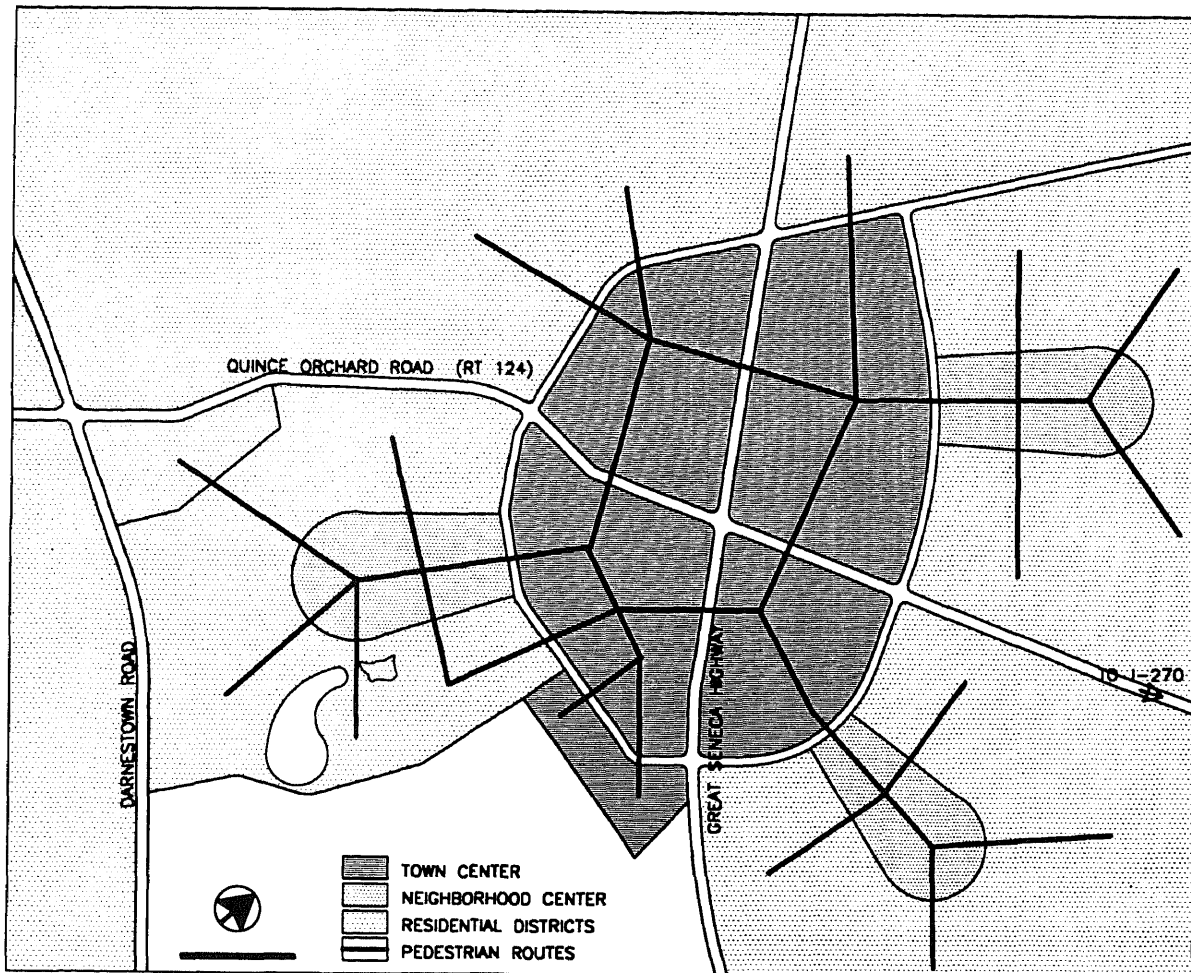 QUINCE ORCHARD ROAD (RT 124)
DARNESTOWN ROAD
GREAT SENECA HIGHWAY
TO I-270
TOWN CENTER
NEIGHBORHOOD CENTER
RESIDENTIAL DISTRICTS
PEDESTRIAN ROUTES